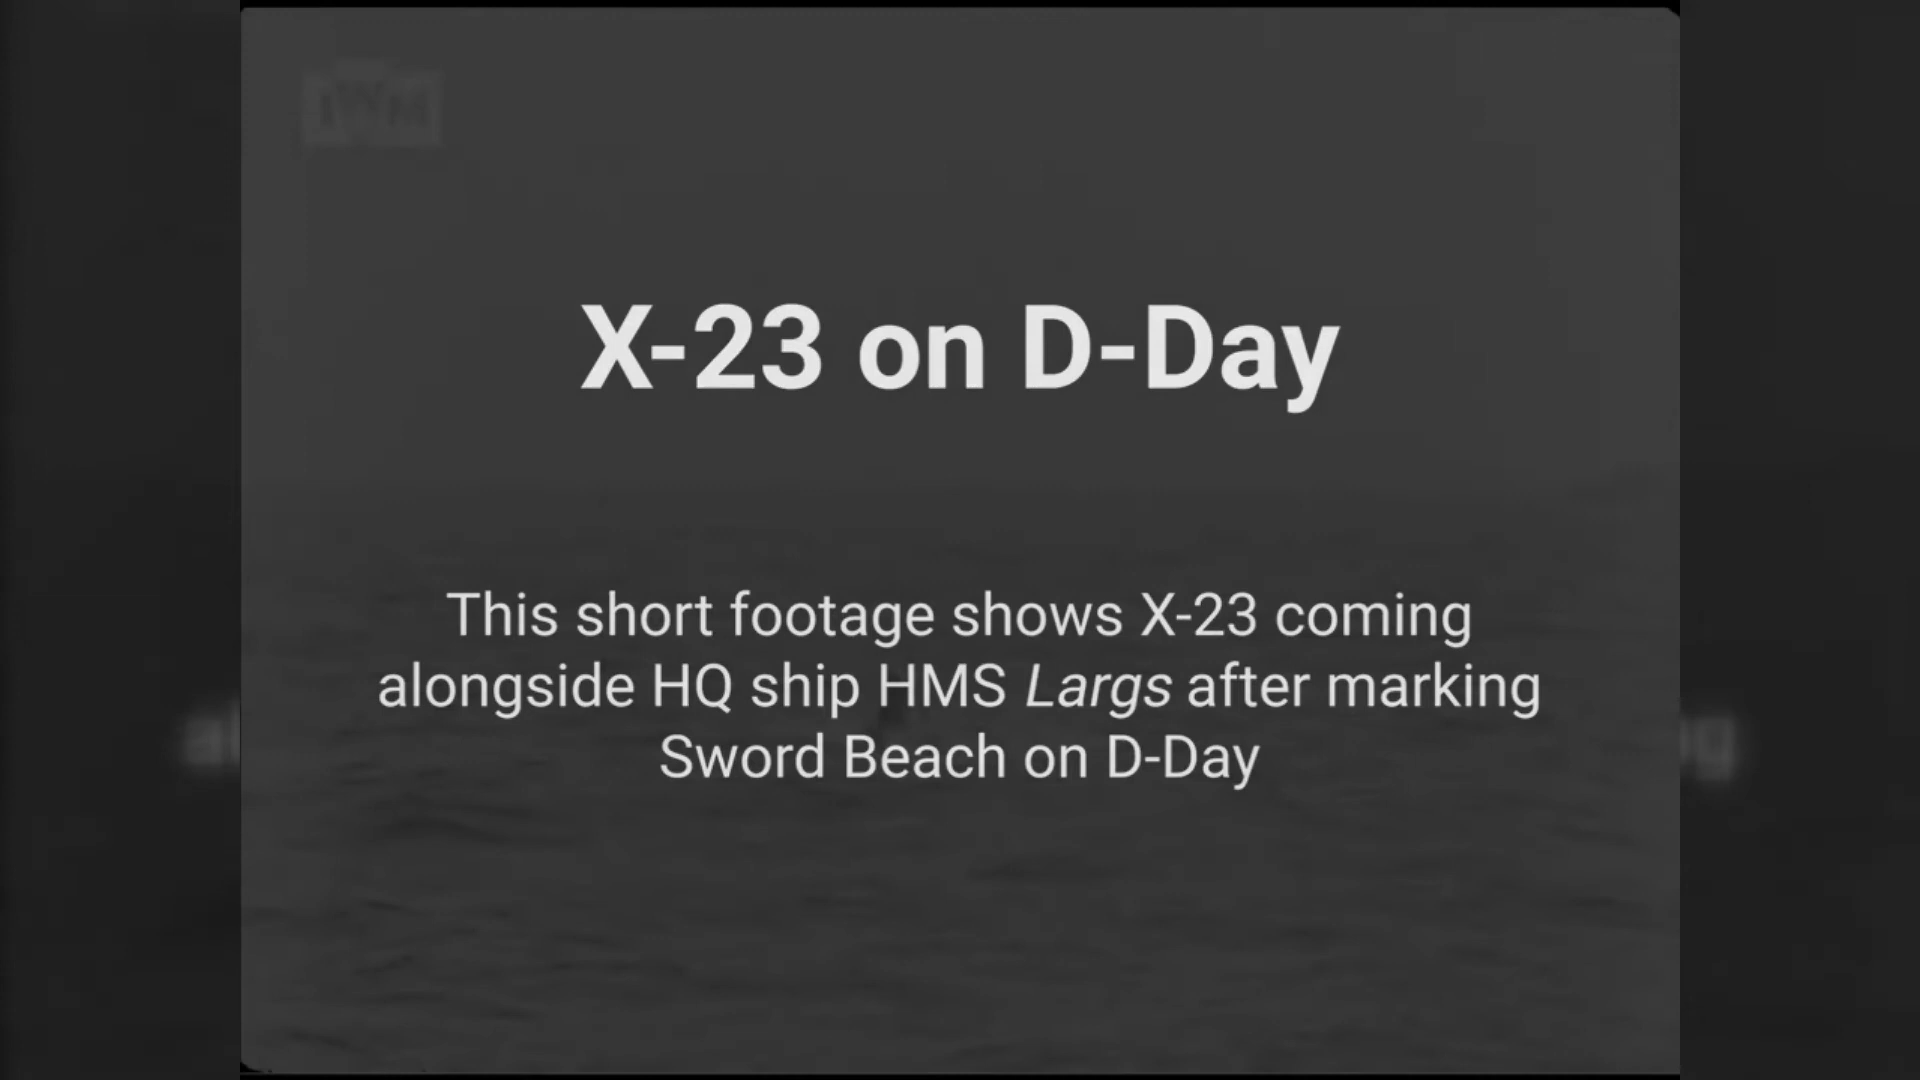 IWM
X-23 on D-Day
This short footage shows X-23 coming
alongside HQ ship HMS Largs after marking
Sword Beach on D-Day